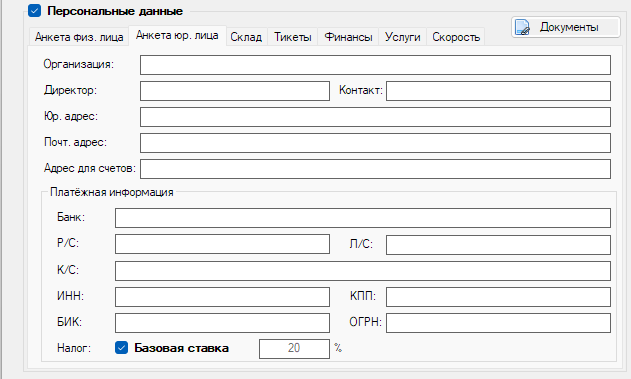 Персональные данные
Документы
Анкета физ. лица Анкета юр. лица Склад Тикеты Финансы Услуги Скорость
Организация:
Директор: Контакт:
Юр. адрес:
Почт. адрес:
Адрес для счетов:
Платёжная информация
Банк:
Р/С: Л/С:
К/С:
ИНН: КПП:
БИК: ОГРН:
Налог: Базовая ставка 20 %